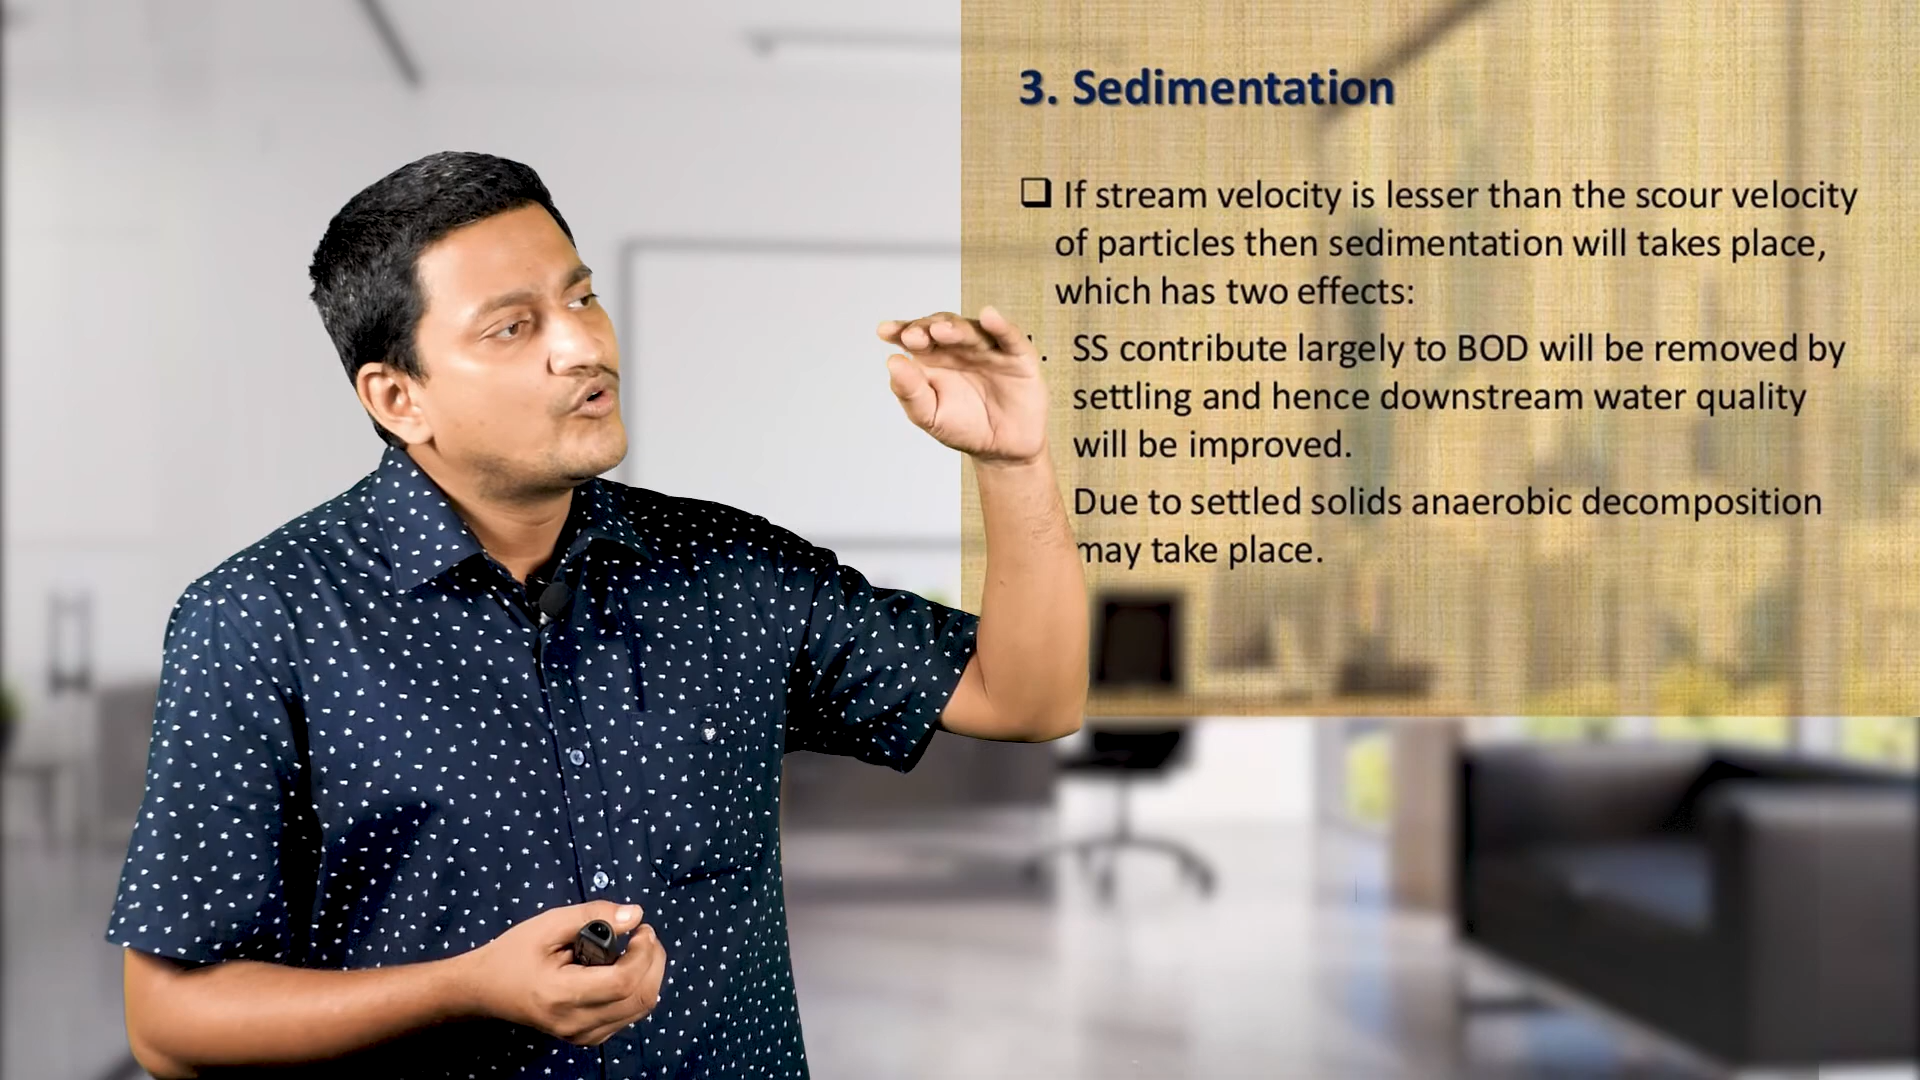 3. Sedimentation
❑ If stream velocity is lesser than the scour velocity
of particles then sedimentation will takes place,
which has two effects:
. SS contribute largely to BOD will be removed by
settling and hence downstream water quality
will be improved.
Due to settled solids anaerobic decomposition
may take place.